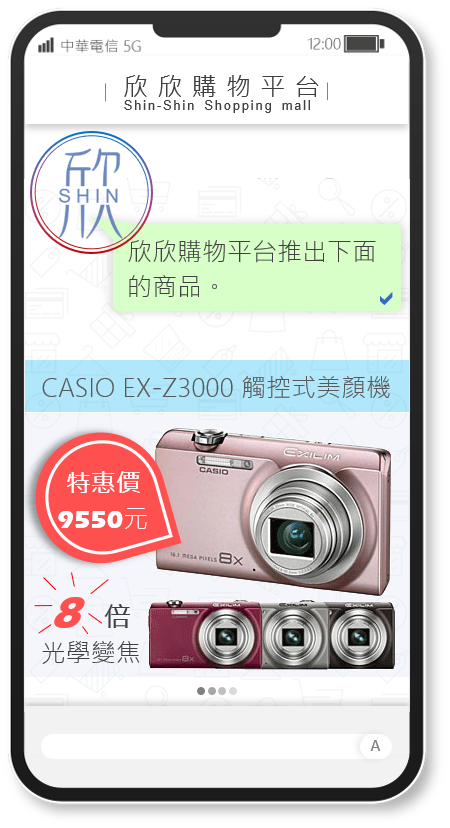 中華電信 5G
12:00
欣欣購物平台
Shin-Shin Shopping mall
欣
SHIN
欣欣購物平台推出下面
的商品。
CASIO EX-Z3000 觸控式美顏機
特惠價
9550元
EXILIM
CASIO
16.1 MEGA PIXELS 8x
8倍
光學變焦
EXILIM
EXILIM
EXILIM
A